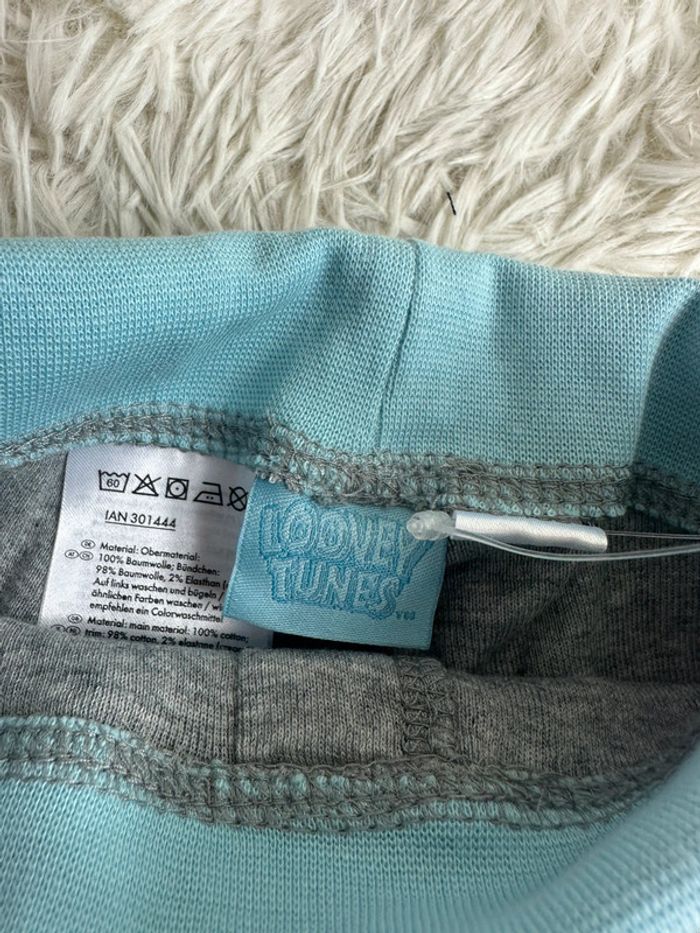 60
IAN 301444
Material: Obermaterial:
100% Baumwolle; Bündchen:
98% Baumwolle, 2% Elasthan
Auf links waschen und bügeln /
ähnlichen Farben waschen /
empfehlen ein Colorwaschmittel
Material: main material: 100% cotton;
trim: 98% cotton, 2% elastane
LOONEY
TUNES
TM